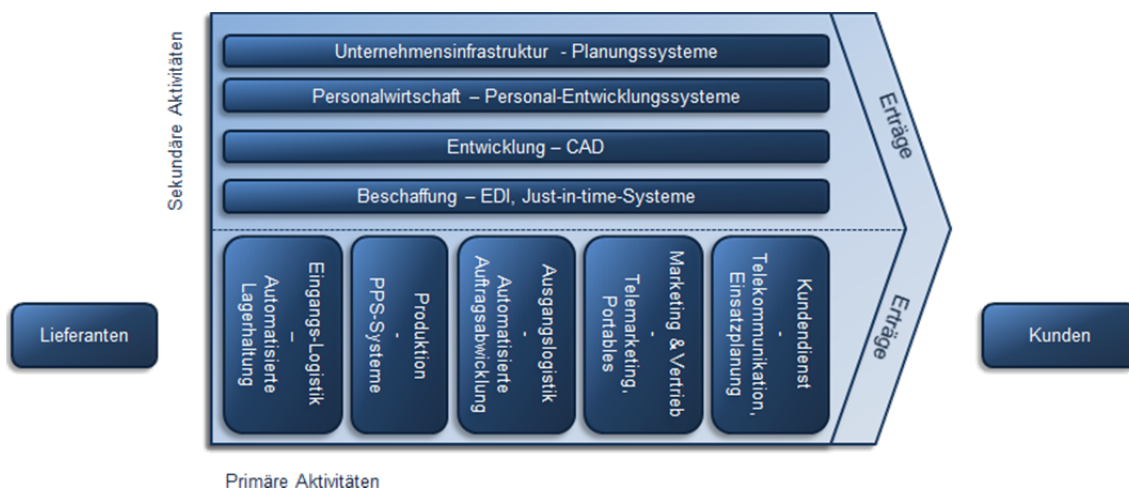 Sekundäre Aktivitäten
Unternehmensinfrastruktur - Planungssysteme
Personalwirtschaft – Personal-Entwicklungssysteme
Entwicklung – CAD
Beschaffung – EDI, Just-in-time-Systeme
Erträge
Lieferanten
Eingangs-Logistik
–
Automatisierte
Lagerhaltung
Produktion
-
PPS-Systeme
Ausgangslogistik
-
Automatisierte
Auftragsabwicklung
Marketing & Vertrieb
-
Telemarketing,
Portables
Kundendienst
-
Telekommunikation,
Einsatzplanung
Erträge
Kunden
Primäre Aktivitäten